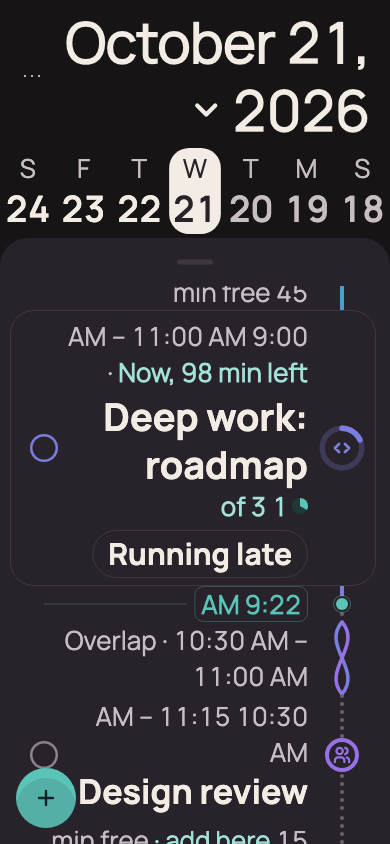 October 21,
2026
...
S F T W T M S
24 23 22 21 20 19 18
min free 45
AM – 11:00 AM 9:00
· Now, 98 min left
Deep work:
roadmap
of 3 1
Running late
AM 9:22
Overlap · 10:30 AM –
11:00 AM
AM – 11:15 10:30
AM
Design review
min free · add here 15